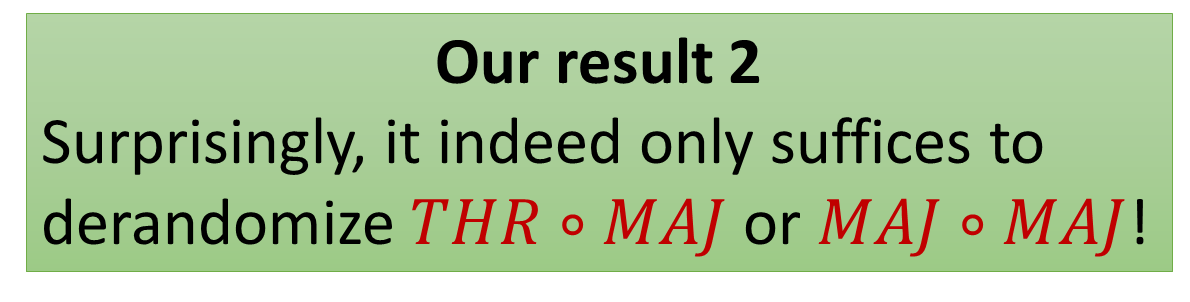 Our result 2
Surprisingly, it indeed only suffices to
derandomize THR ∘ MAJ or MAJ ∘ MAJ!